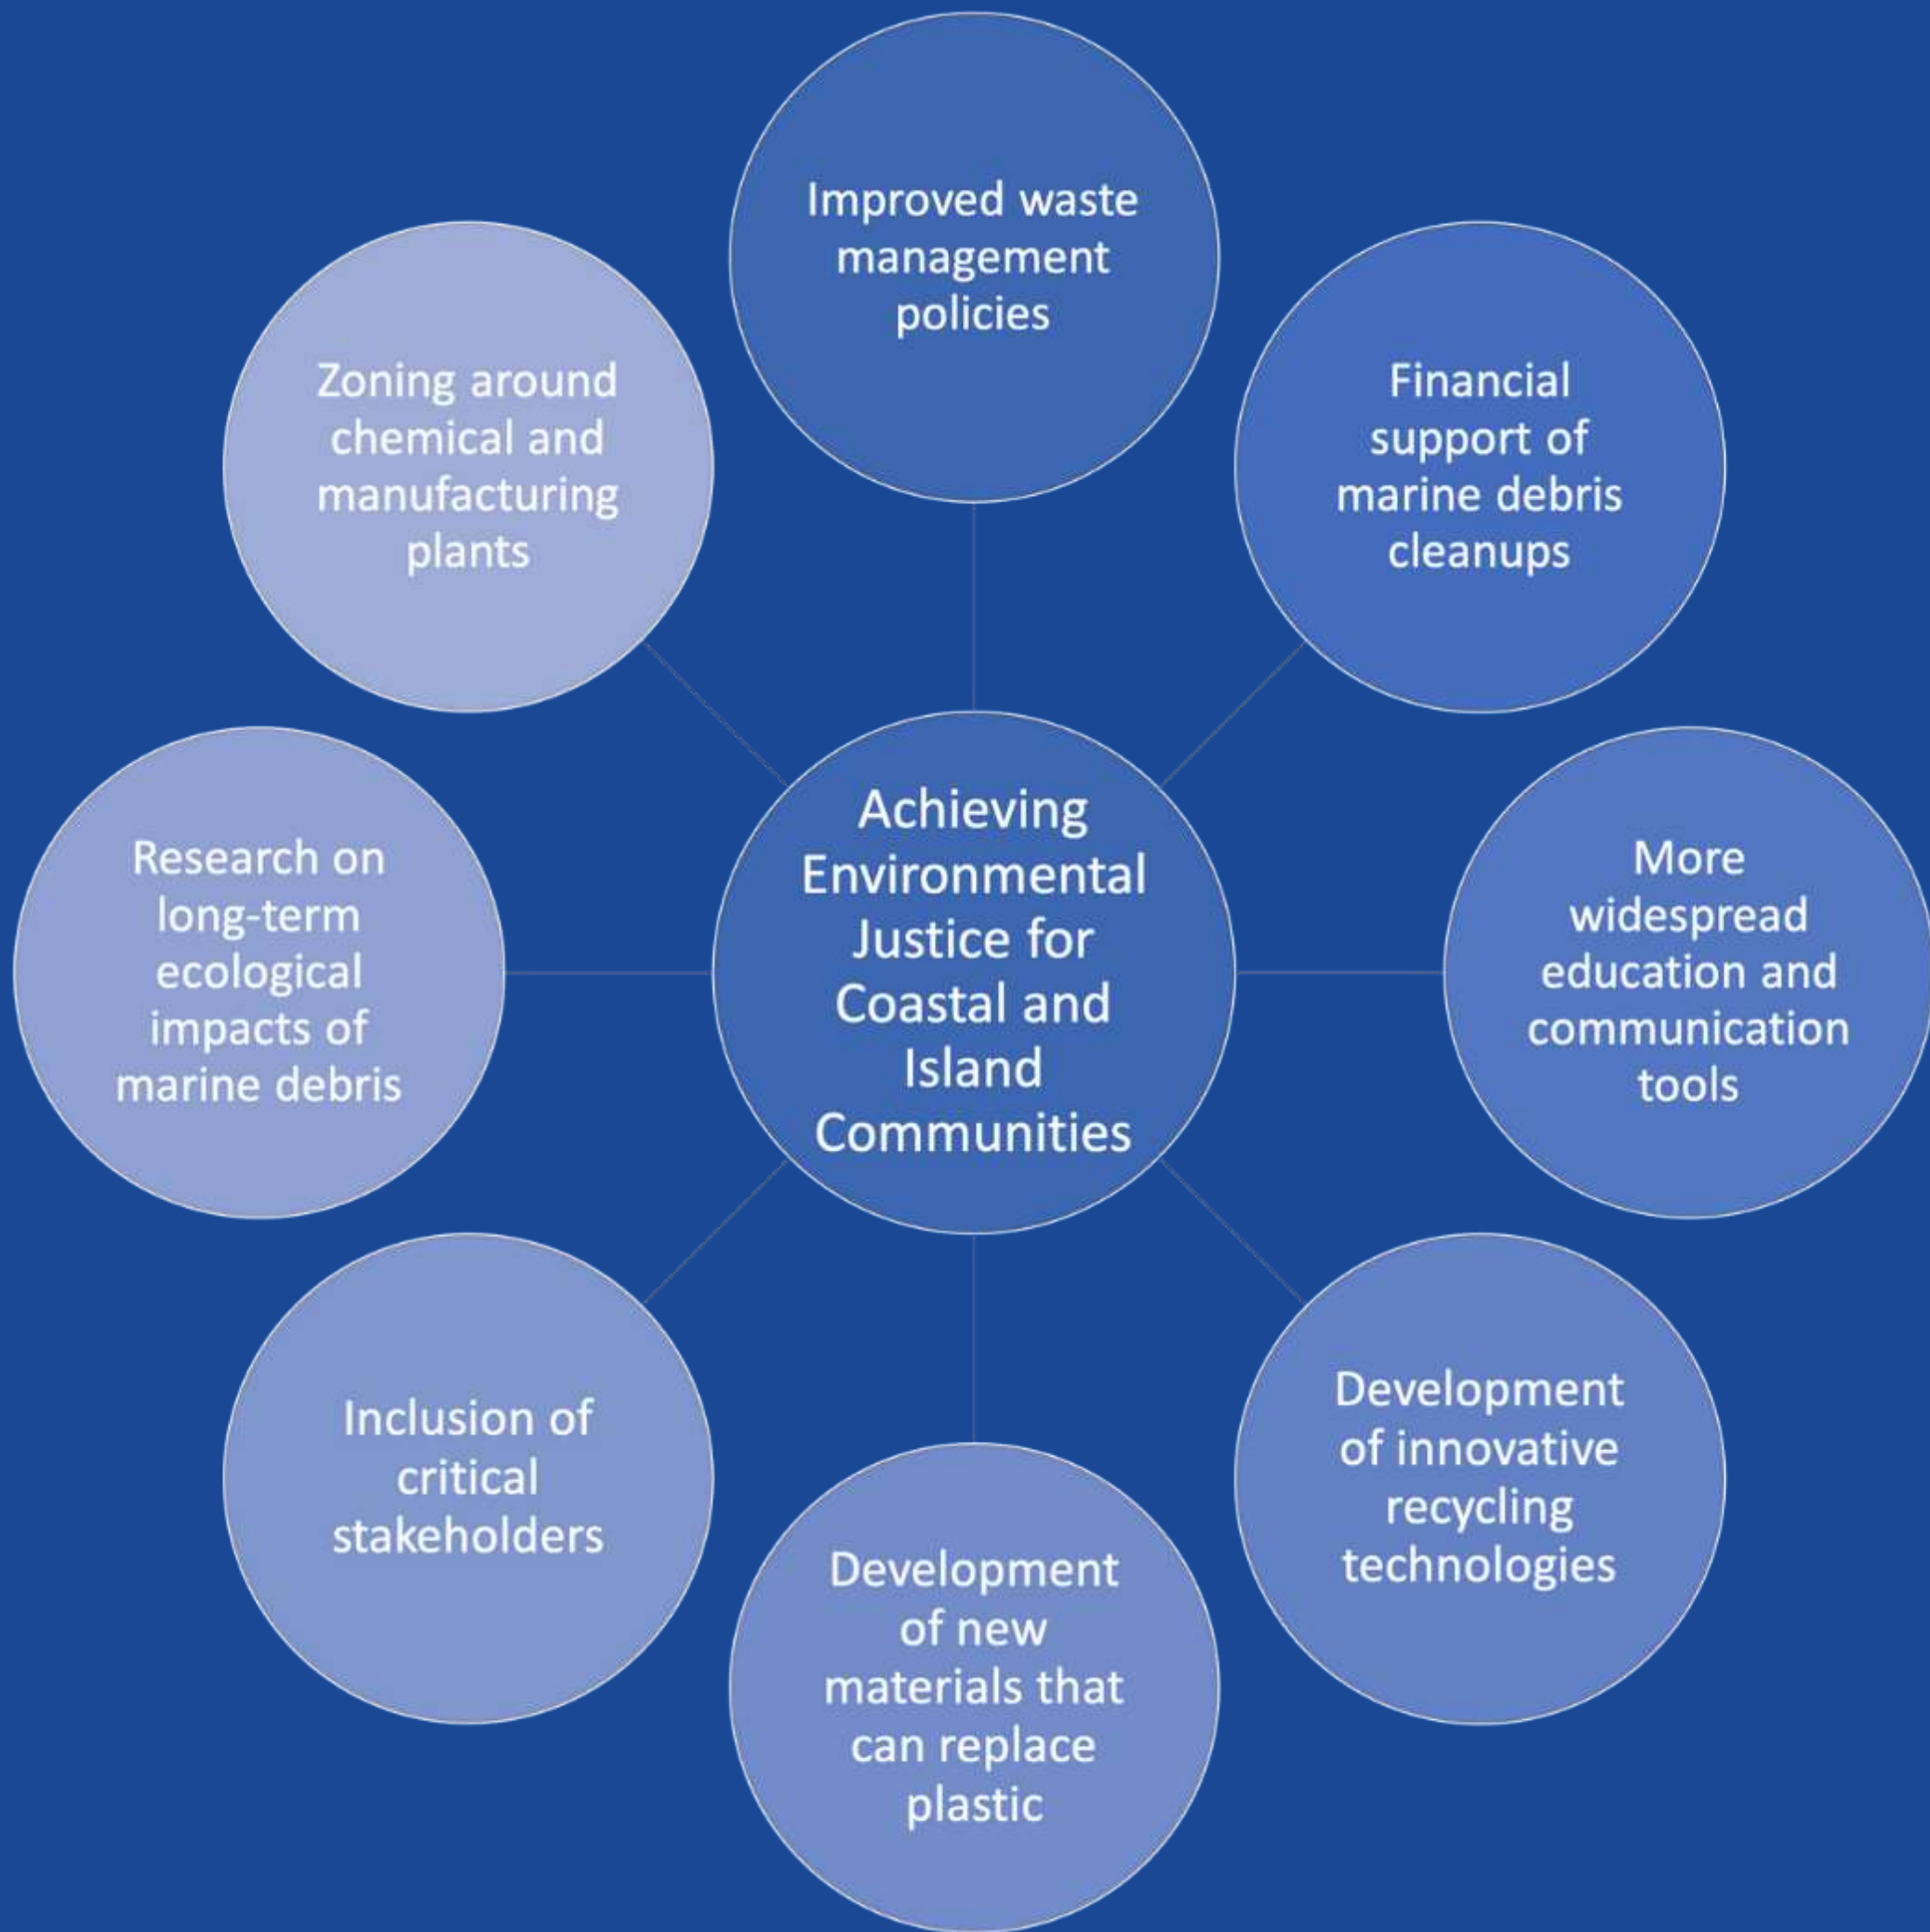 Improved waste
management
policies
Financial
support of
marine debris
cleanups
More
widespread
education and
communication
tools
Development
of innovative
recycling
technologies
Development
of new
materials that
can replace
plastic
Inclusion of
critical
stakeholders
Research on
long-term
ecological
impacts of
marine debris
Zoning around
chemical and
manufacturing
plants
Achieving
Environmental
Justice for
Coastal and
Island
Communities